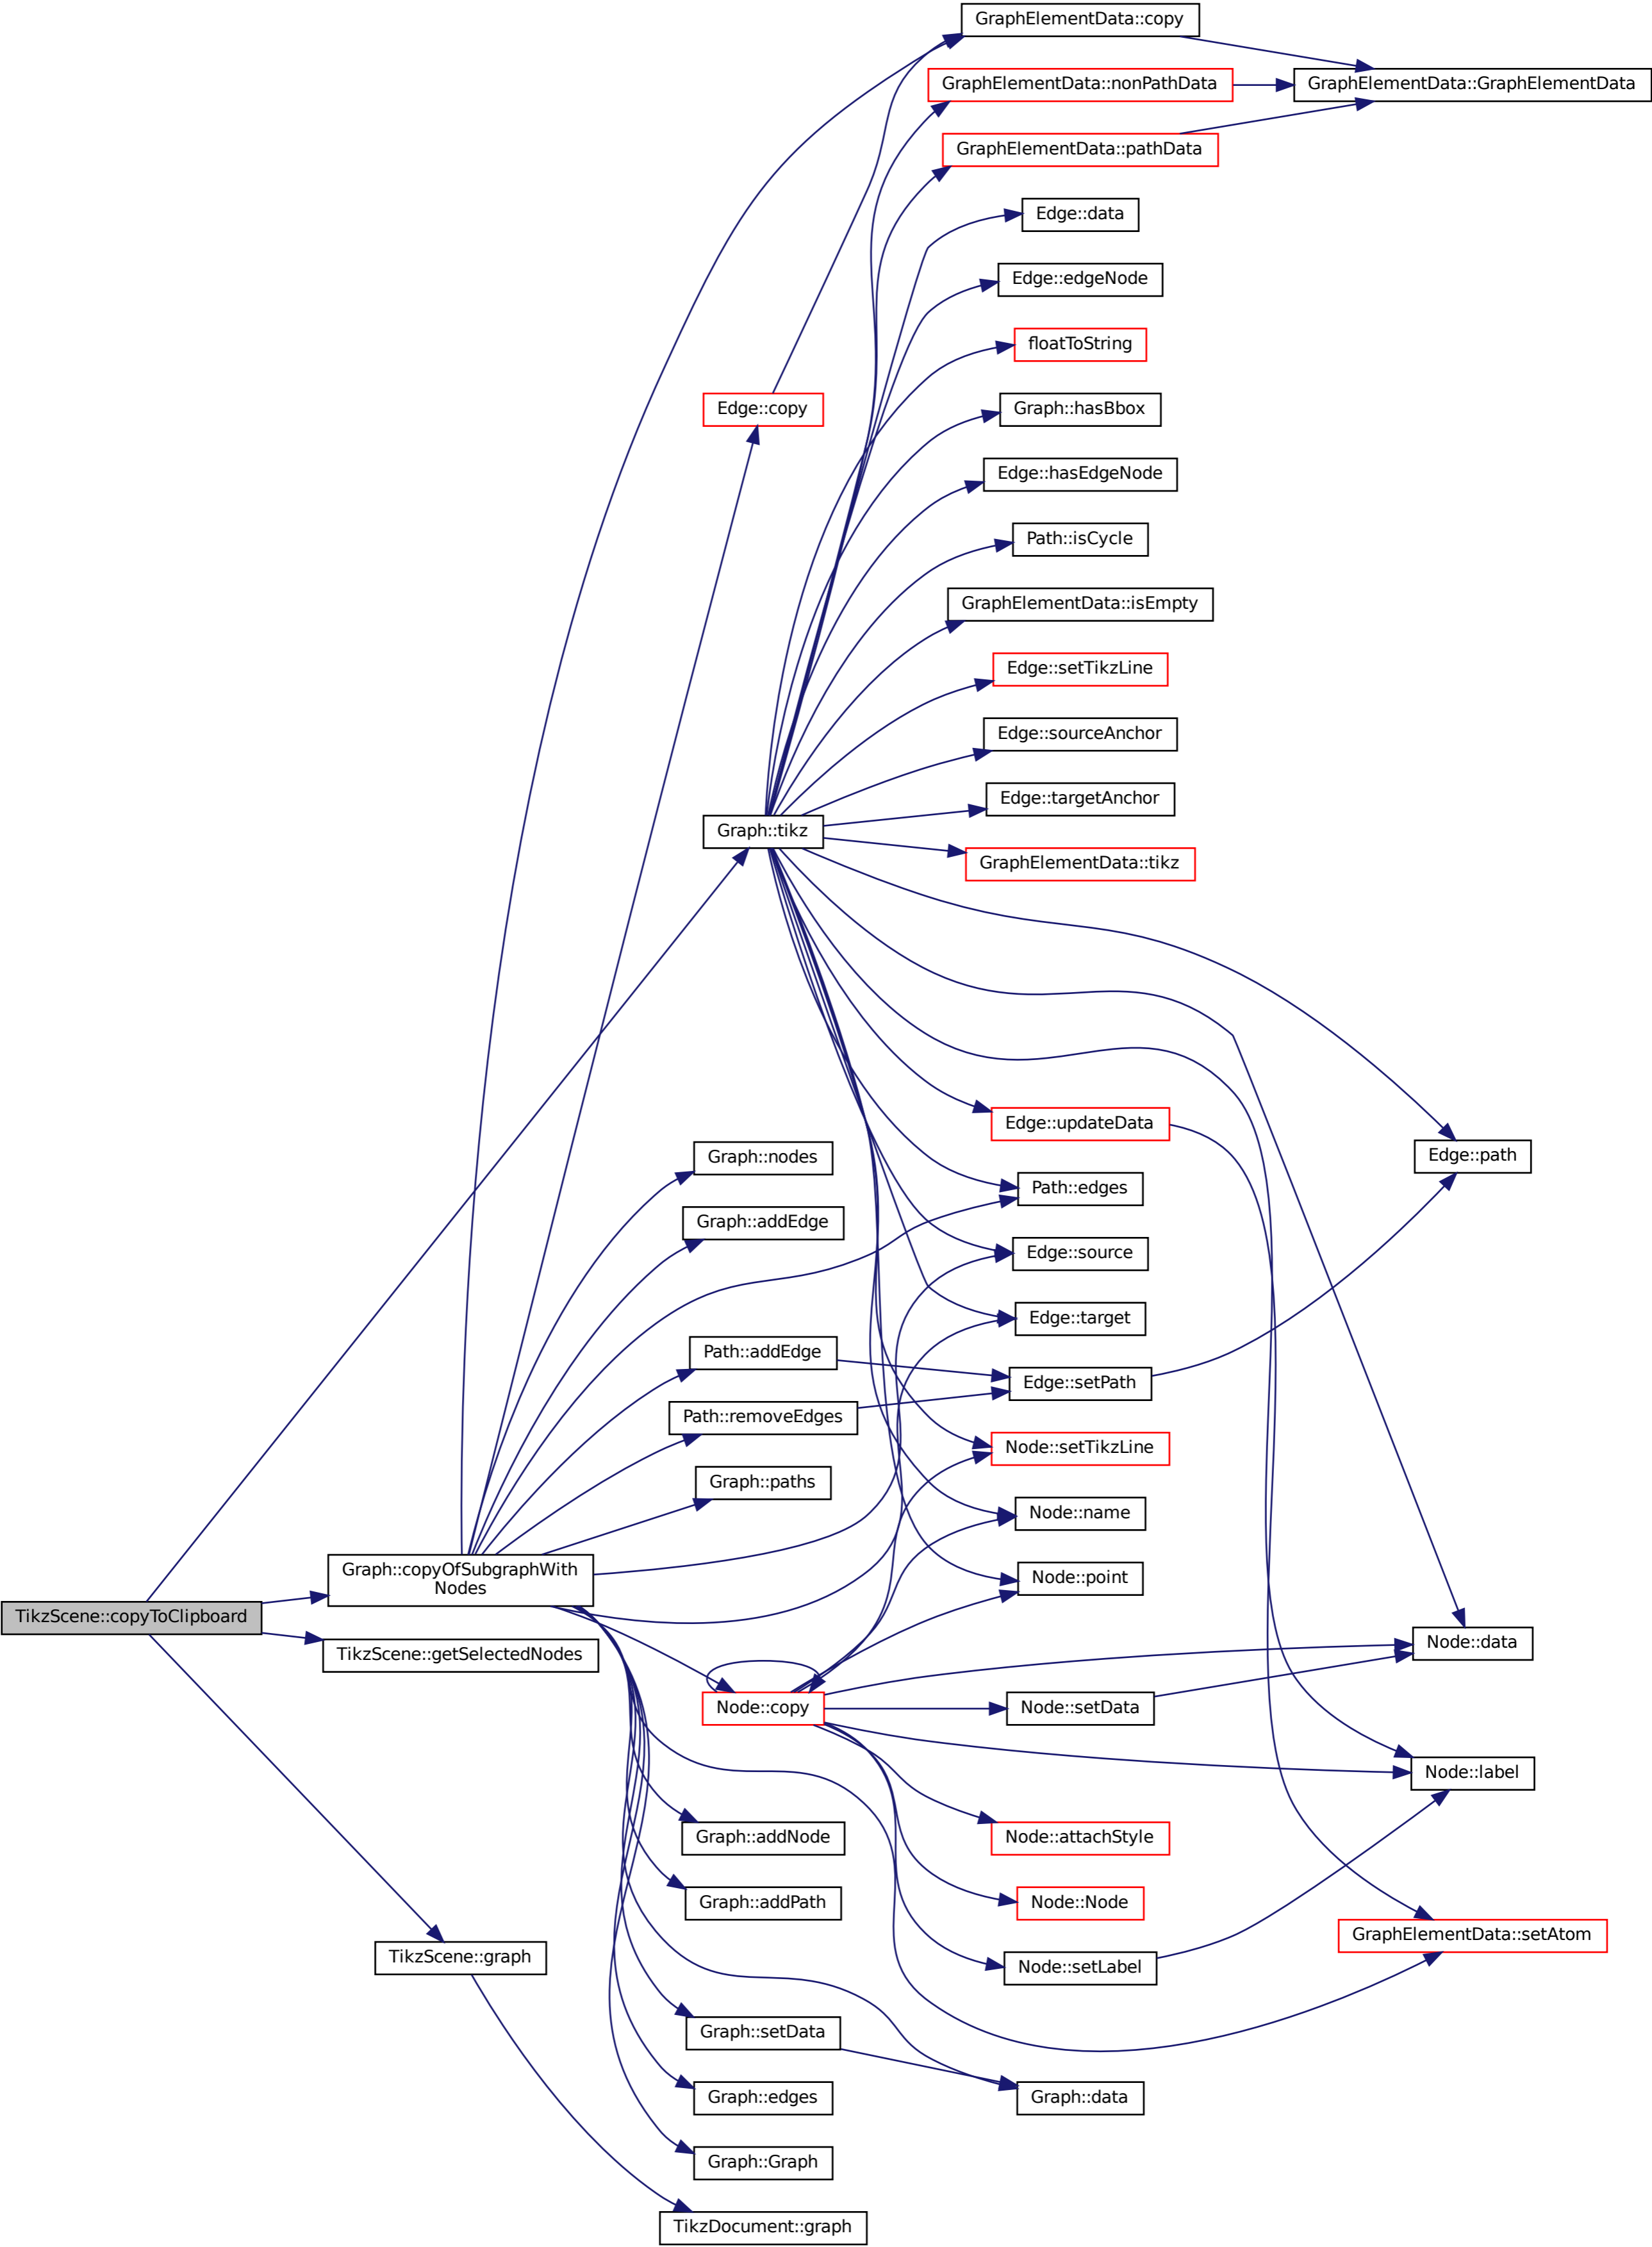 GraphElementData::copy
GraphElementData::nonPathData
GraphElementData::GraphElementData
GraphElementData::pathData
Edge::data
Edge::edgeNode
floatToString
Edge::copy
Graph::hasBbox
Edge::hasEdgeNode
Path::isCycle
GraphElementData::isEmpty
Edge::setTikzLine
Edge::sourceAnchor
Edge::targetAnchor
Graph::tikz
GraphElementData::tikz
Edge::updateData
Graph::nodes
Edge::path
Path::edges
Graph::addEdge
Edge::source
Edge::target
Path::addEdge
Edge::setPath
Path::removeEdges
Node::setTikzLine
Graph::paths
Node::name
Graph::copyOfSubgraphWith
Nodes
Node::point
TikzScene::copyToClipboard
Node::data
TikzScene::getSelectedNodes
Node::copy
Node::setData
Node::label
Graph::addNode
Node::attachStyle
Graph::addPath
Node::Node
GraphElementData::setAtom
TikzScene::graph
Node::setLabel
Graph::setData
Graph::edges
Graph::data
Graph::Graph
TikzDocument::graph